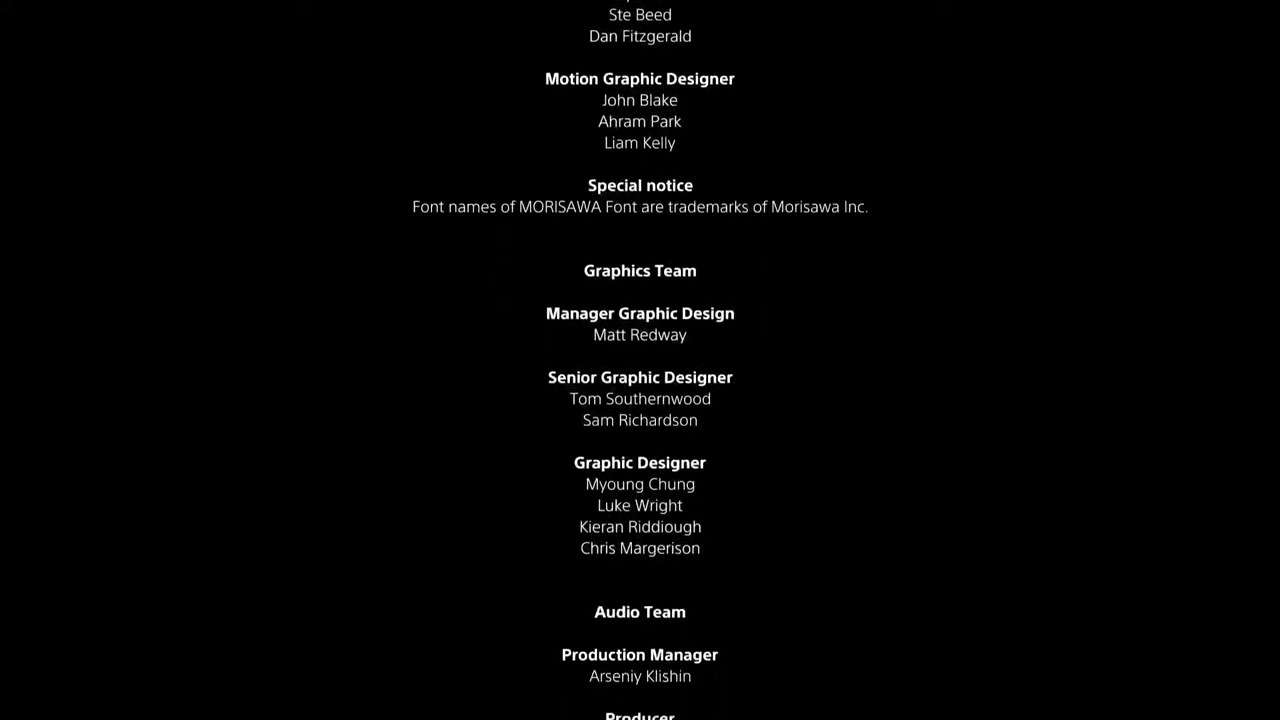 Ste Beed
Dan Fitzgerald
Motion Graphic Designer
John Blake
Ahram Park
Liam Kelly
Special notice
Font names of MORISAWA Font are trademarks of Morisawa Inc.
Graphics Team
Manager Graphic Design
Matt Redway
Senior Graphic Designer
Tom Southernwood
Sam Richardson
Graphic Designer
Myoung Chung
Luke Wright
Kieran Riddiough
Chris Margerison
Audio Team
Production Manager
Arseniy Klishin
Producer